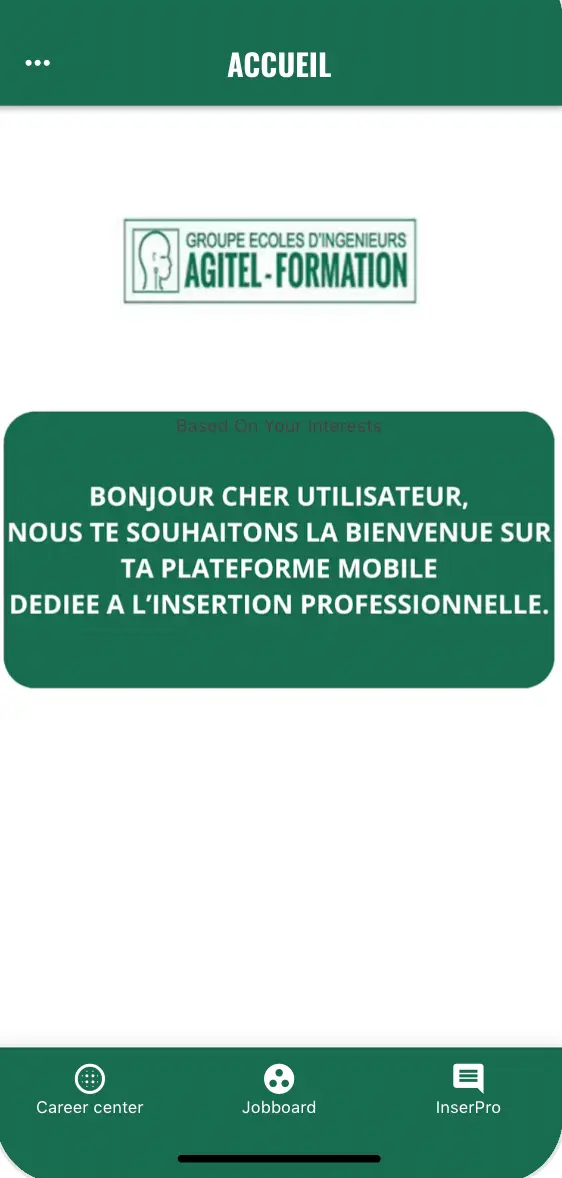 ACCUEIL
GROUPE ECOLES D'INGENIEURS
AGITEL - FORMATION
Based On Your Interests
BONJOUR CHER UTILISATEUR,
NOUS TE SOUHAITONS LA BIENVENUE SUR
TA PLATEFORME MOBILE
DEDIEE A L’INSERTION PROFESSIONNELLE.
Career center
Jobboard
InserPro